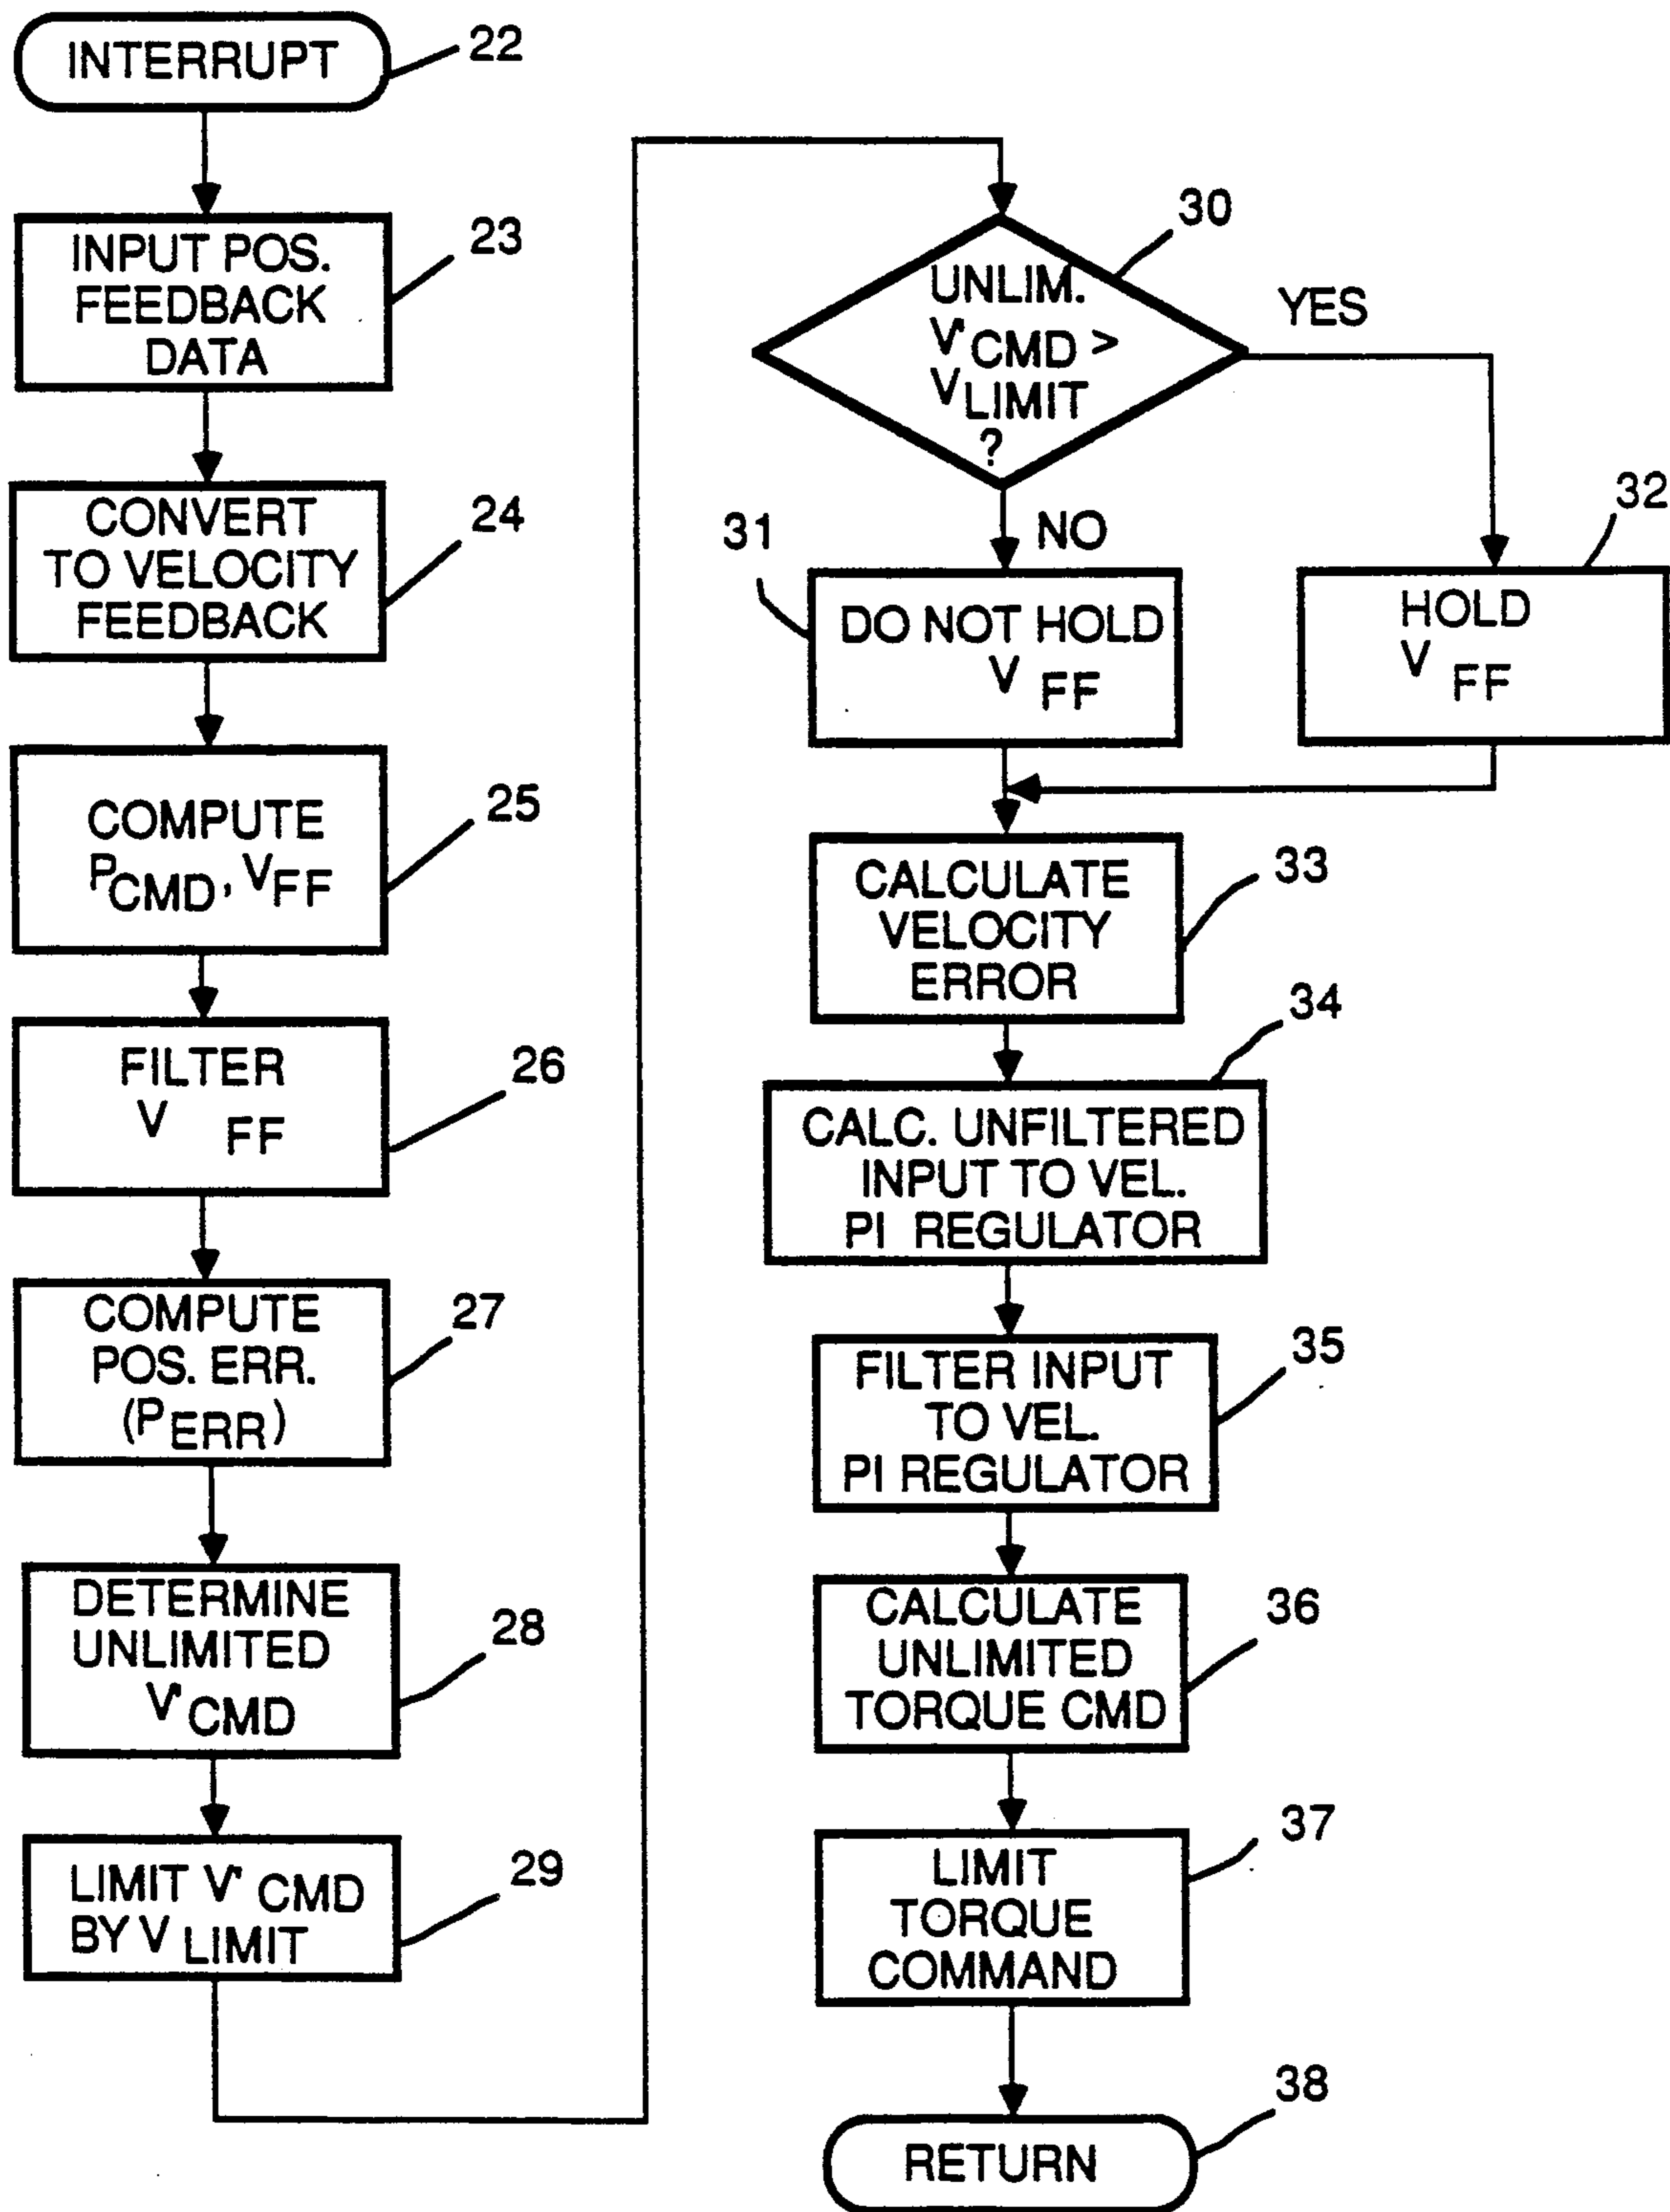 INTERRUPT
22
INPUT POS.
FEEDBACK
DATA
23
CONVERT
TO VELOCITY
FEEDBACK
24
COMPUTE
PCMD, VFF
25
FILTER
V FF
26
COMPUTE
POS. ERR.
(PERR)
27
DETERMINE
UNLIMITED
V'CMD
28
LIMIT V' CMD
BY V LIMIT
29
30
UNLIM.
V'CMD >
VLIMIT
?
YES
NO
31
DO NOT HOLD
V FF
32
HOLD
V FF
CALCULATE
VELOCITY
ERROR
33
34
CALC. UNFILTERED
INPUT TO VEL.
PI REGULATOR
FILTER INPUT
TO VEL.
PI REGULATOR
35
CALCULATE
UNLIMITED
TORQUE CMD
36
LIMIT
TORQUE
COMMAND
37
RETURN
38